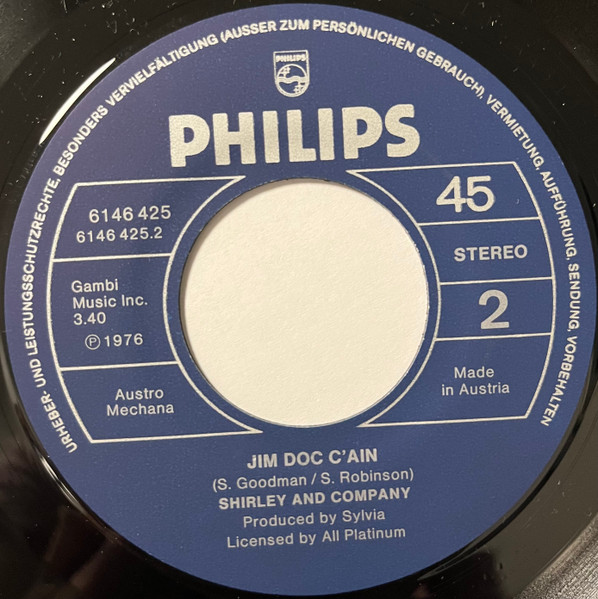 URHEBER- UND LEISTUNGSSCHUTZRECHTE, BESONDERS VERVIELFÄLTIGUNG (AUSSER ZUM PERSÖNLICHEN GEBRAUCH), VERMIETUNG, AUFFÜHRUNG, SENDUNG, VORBEHALTEN
PHILIPS
PHILIPS
6146 425
6146 425.2
Gambi
Music Inc.
3.40
Ⓟ 1976
Austro
Mechana
45
STEREO
2
Made
in Austria
JIM DOC C'AIN
(S. Goodman / S. Robinson)
SHIRLEY AND COMPANY
Produced by Sylvia
Licensed by All Platinum